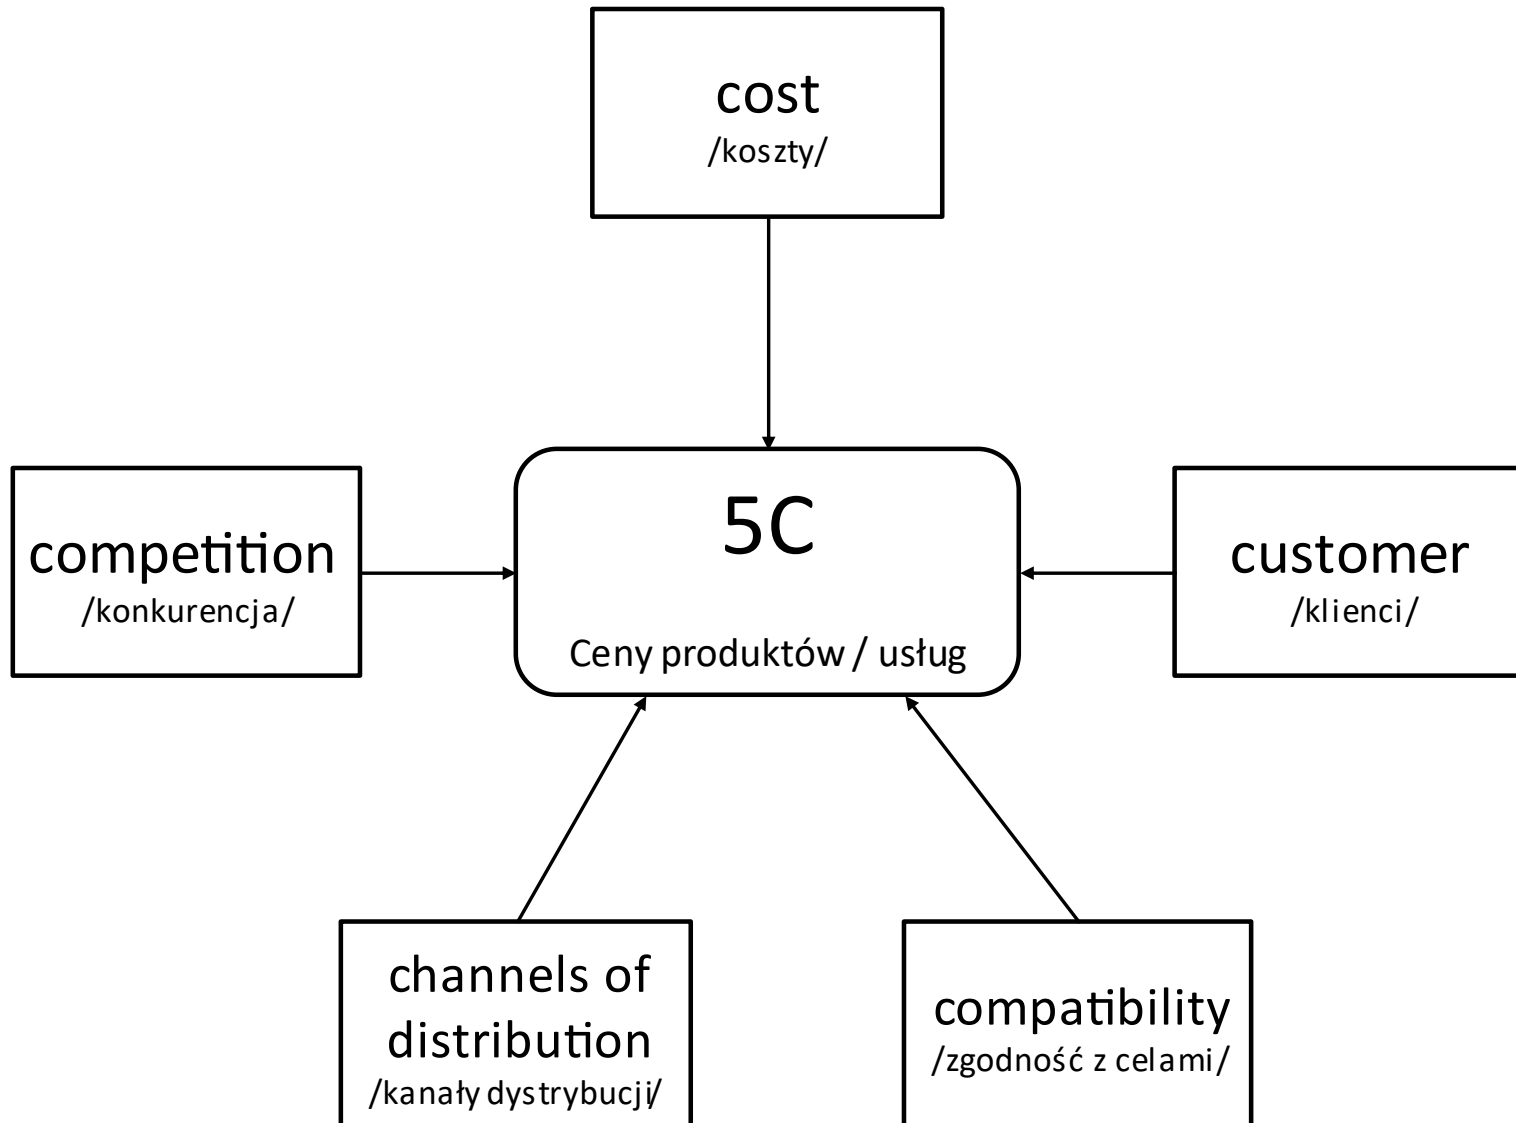 cost
/koszty/
competition
/konkurencja/
5C
Ceny produktów / usług
customer
/klienci/
channels of
distribution
/kanały dystrybucji/
compatibility
/zgodność z celami/